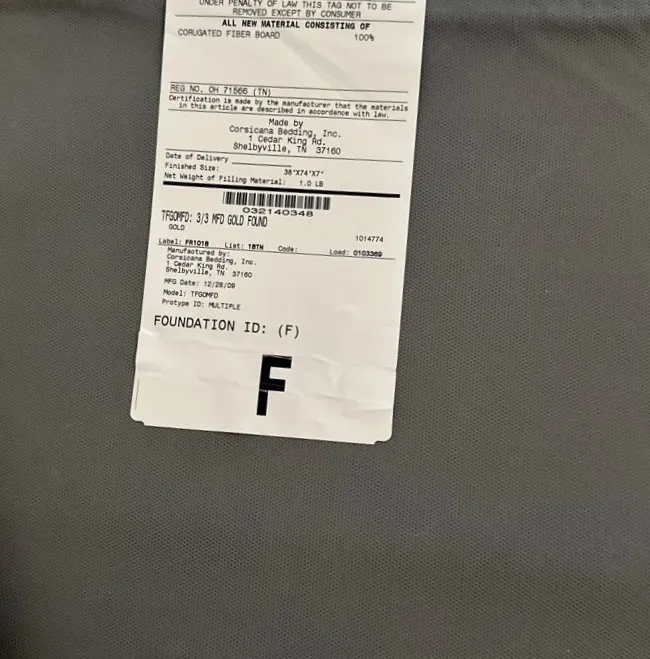 UNDER PENALTY OF LAW THIS TAG NOT TO BE
REMOVED EXCEPT BY CONSUMER
ALL NEW MATERIAL CONSISTING OF
CORUGATED FIBER BOARD 100%
REG NO. OH 71566 (TN)
Certification is made by the manufacturer that the materials
in this article are described in accordance with law.
Made by
Corsicana Bedding, Inc.
1 Cedar King Rd.
Shelbyville, TN 37160
Date of Delivery
Finished Size: 38"X74"X7"
Net Weight of Filling Material: 1.0 LB
032140348
TFGOMFD: 3/3 MFD GOLD FOUND
GOLD
1014774
Label: FR1018 List: 18TN Code: Load: 0103369
Manufactured by:
Corsicana Bedding, Inc.
1 Cedar King Rd.
Shelbyville, TN 37160
MFG Date: 12/28/09
Model: TFGOMFD
Protype ID: MULTIPLE
FOUNDATION ID: (F)
F